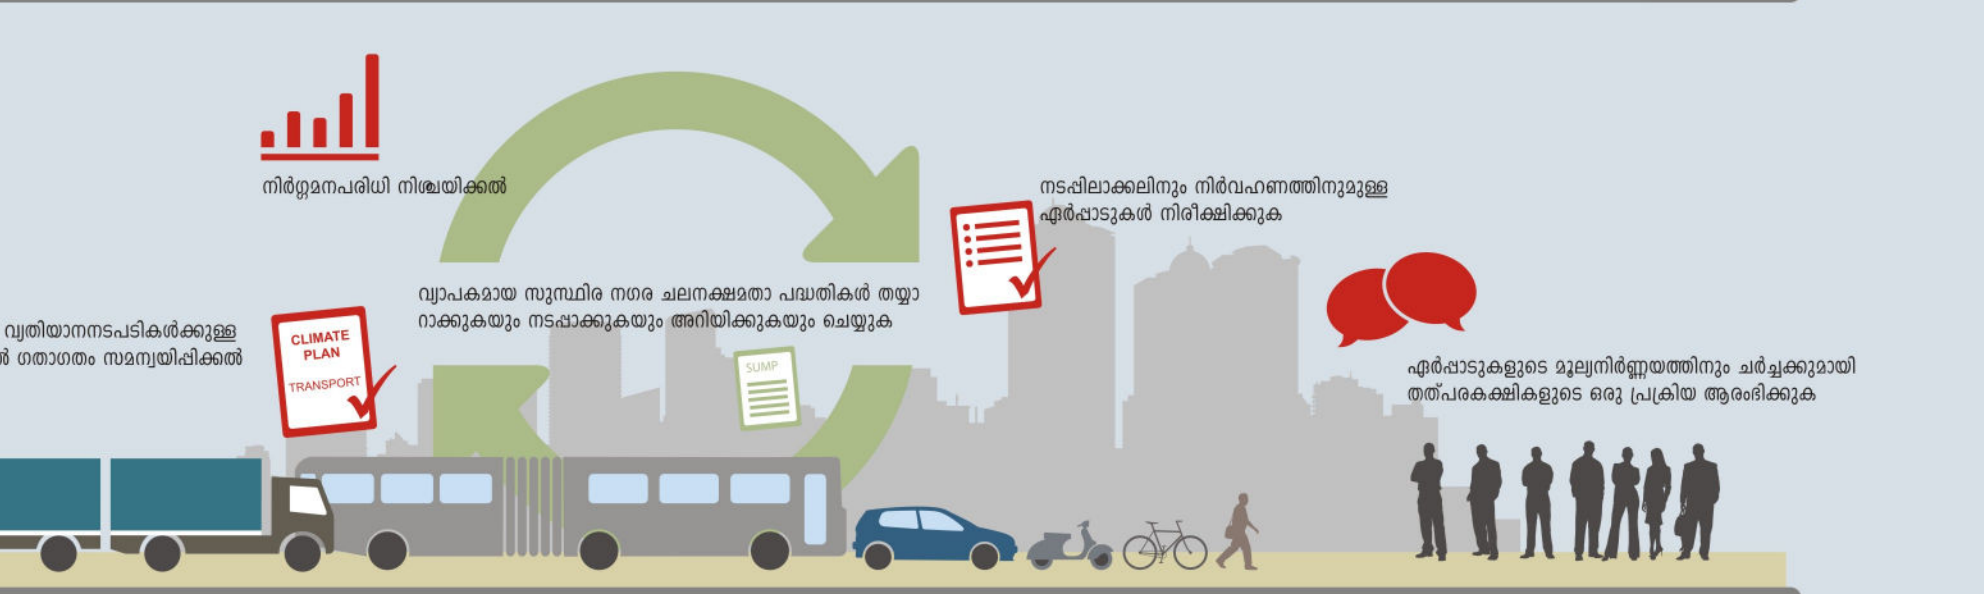 നിർഗ്ഗമനപരിധി നിശ്ചയിക്കൽ
നടപ്പിലാക്കലിനും നിർവഹണത്തിനുമുള്ള
ഏർപ്പാടുകൾ നിരീക്ഷിക്കുക
വ്യാപകമായ സുസ്ഥിര നഗര ചലനക്ഷമതാ പദ്ധതികൾ തയ്യാ
റാക്കുകയും നടപ്പാക്കുകയും അറിയിക്കുകയും ചെയ്യുക
വ്യതിയാനനടപടികൾക്കുള്ള
ഗതാഗതം സമന്വയിപ്പിക്കൽ
CLIMATE
PLAN
TRANSPORT
SUMP
ഏർപ്പാടുകളുടെ മൂല്യനിർണ്ണയത്തിനും ചർച്ചക്കുമായി
തത്പരകക്ഷികളുടെ ഒരു പ്രക്രിയ ആരംഭിക്കുക